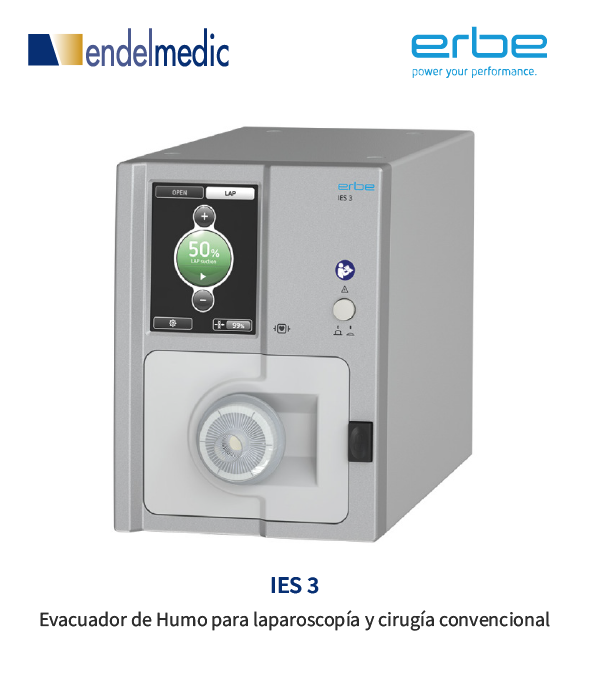 endelmedic
erbe
power your performance.
OPEN
LAP
erbe
IES 3
+
50%
LAP suction
−
99%
IES 3
Evacuador de Humo para laparoscopía y cirugía convencional